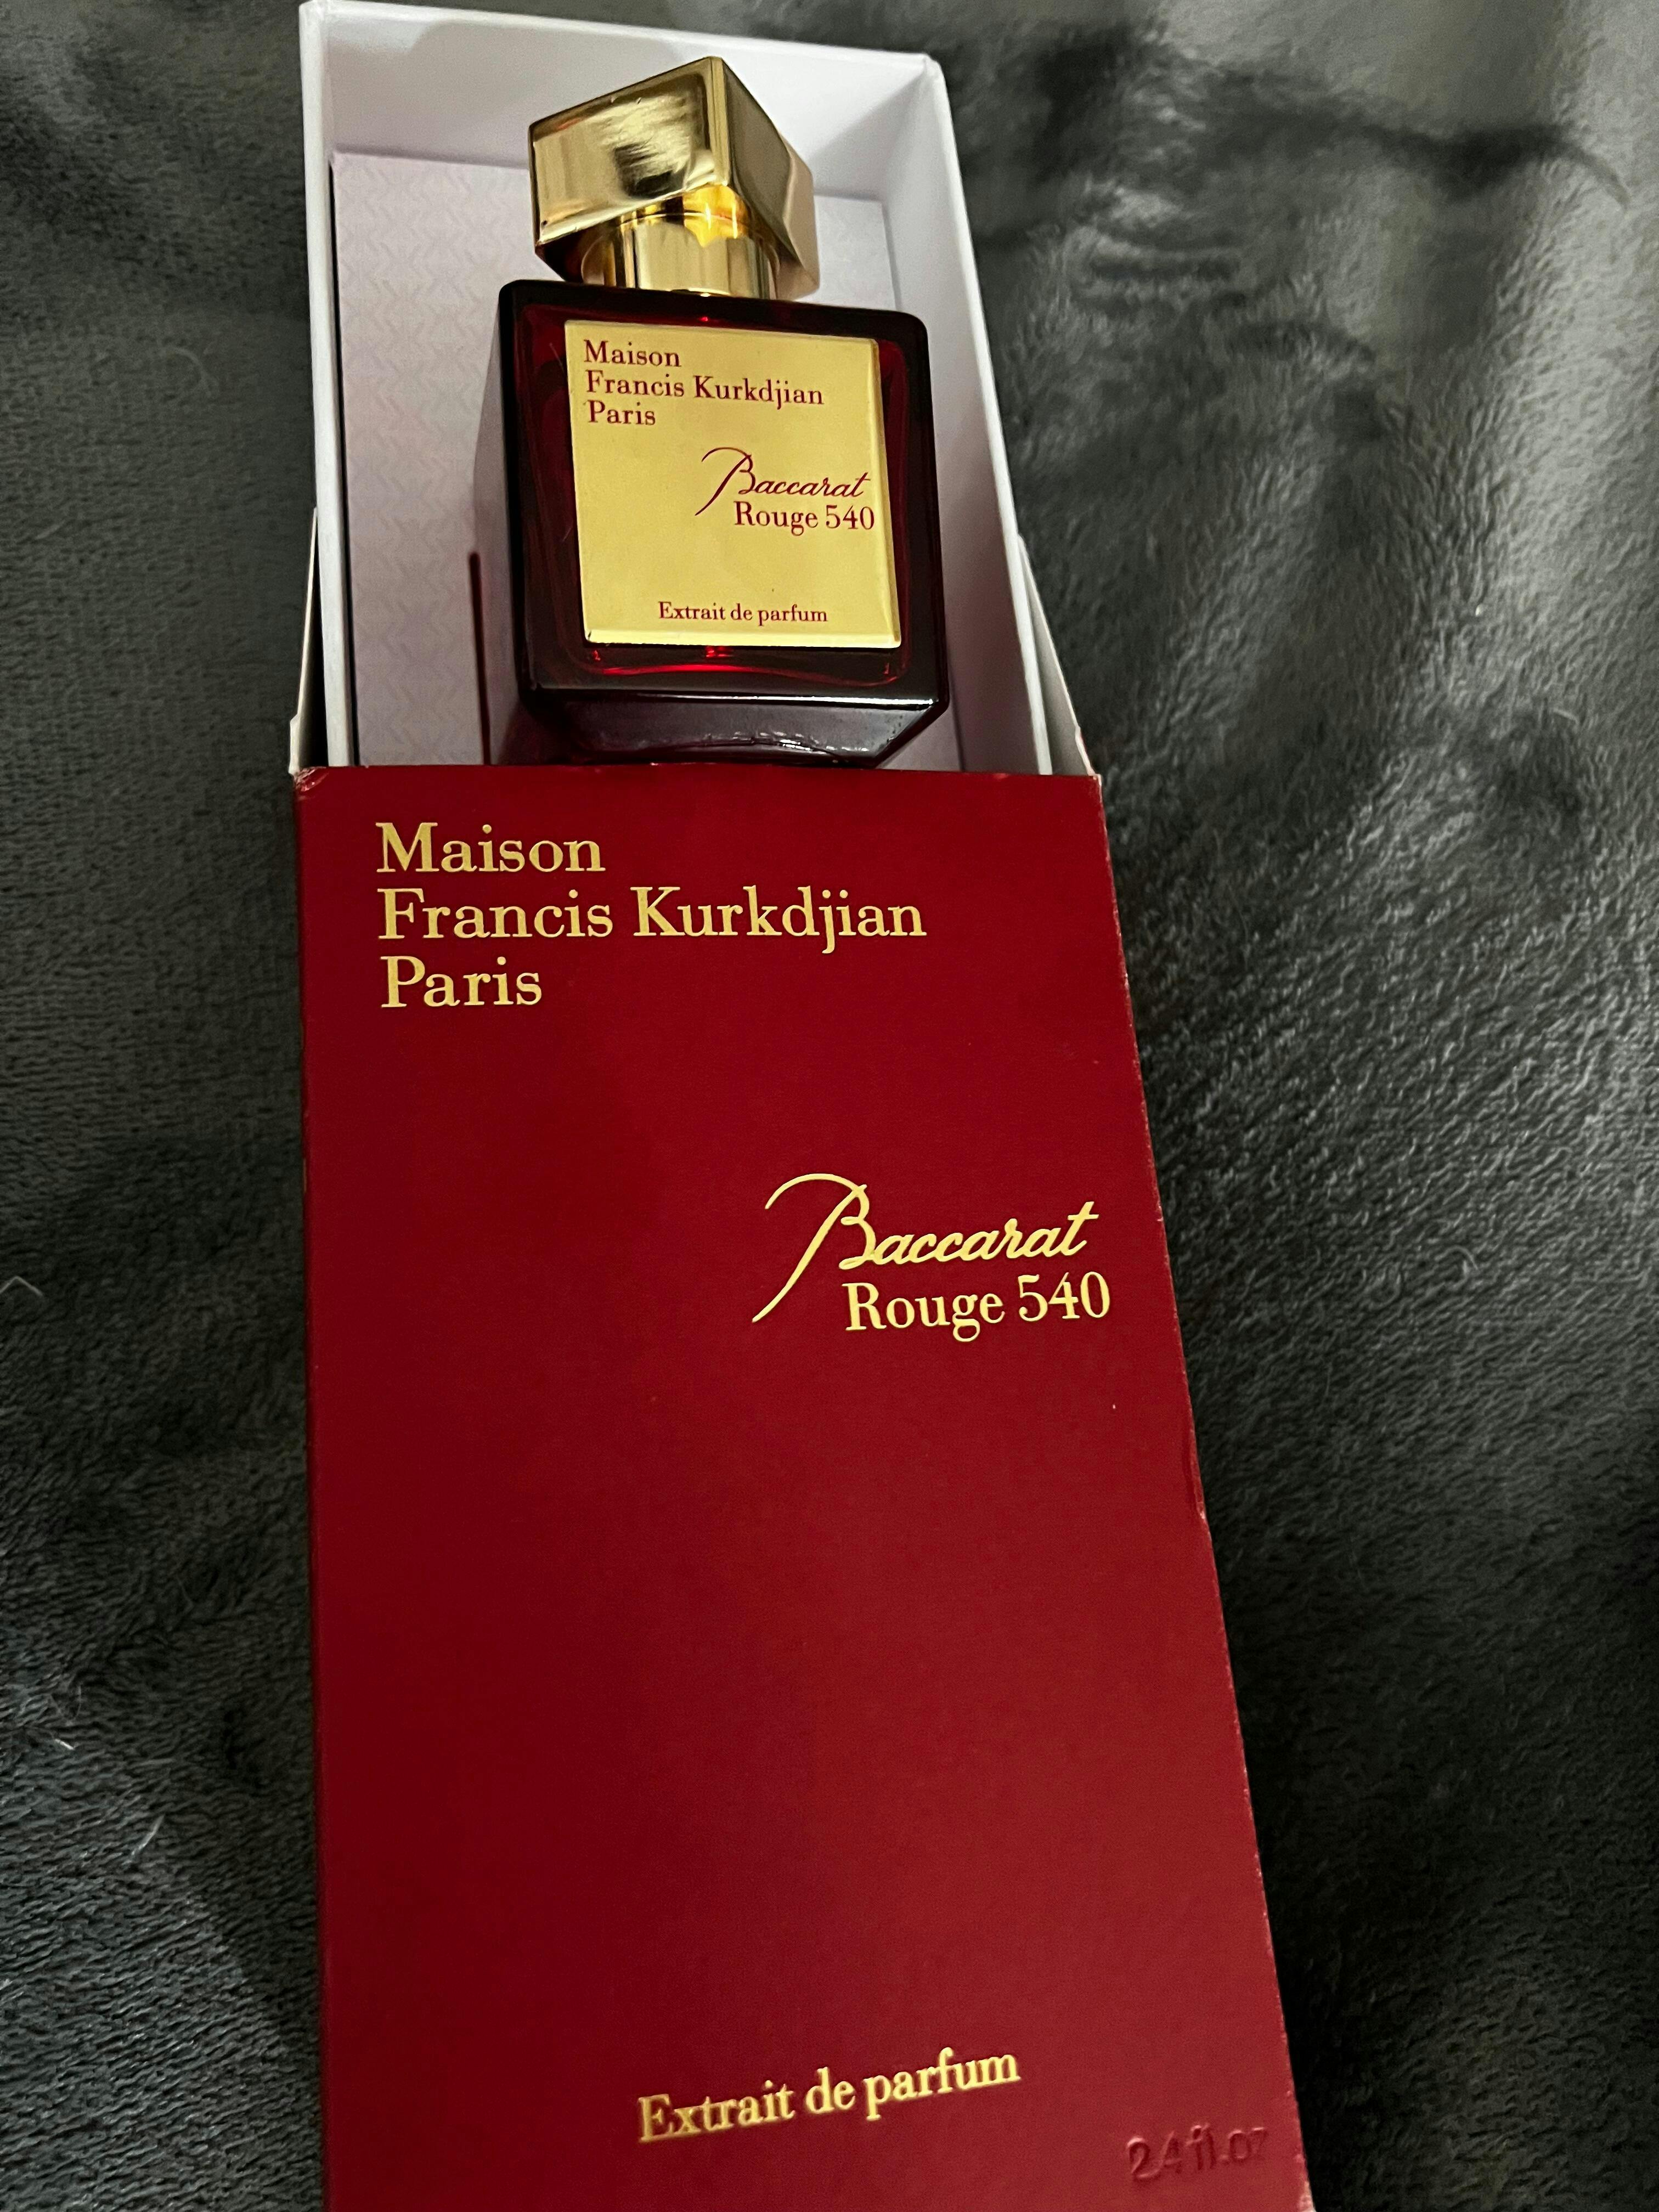 Maison
Francis Kurkdjian
Paris
Baccarat
Rouge 540
Extrait de parfum
Maison
Francis Kurkdjian
Paris
Baccarat
Rouge 540
Extrait de parfum
2.4 fl.oz